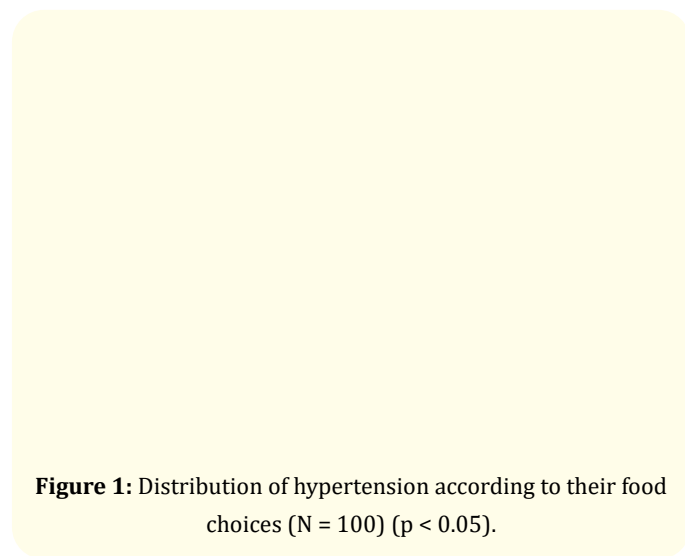 Figure 1: Distribution of hypertension according to their food
choices (N = 100) (p < 0.05).